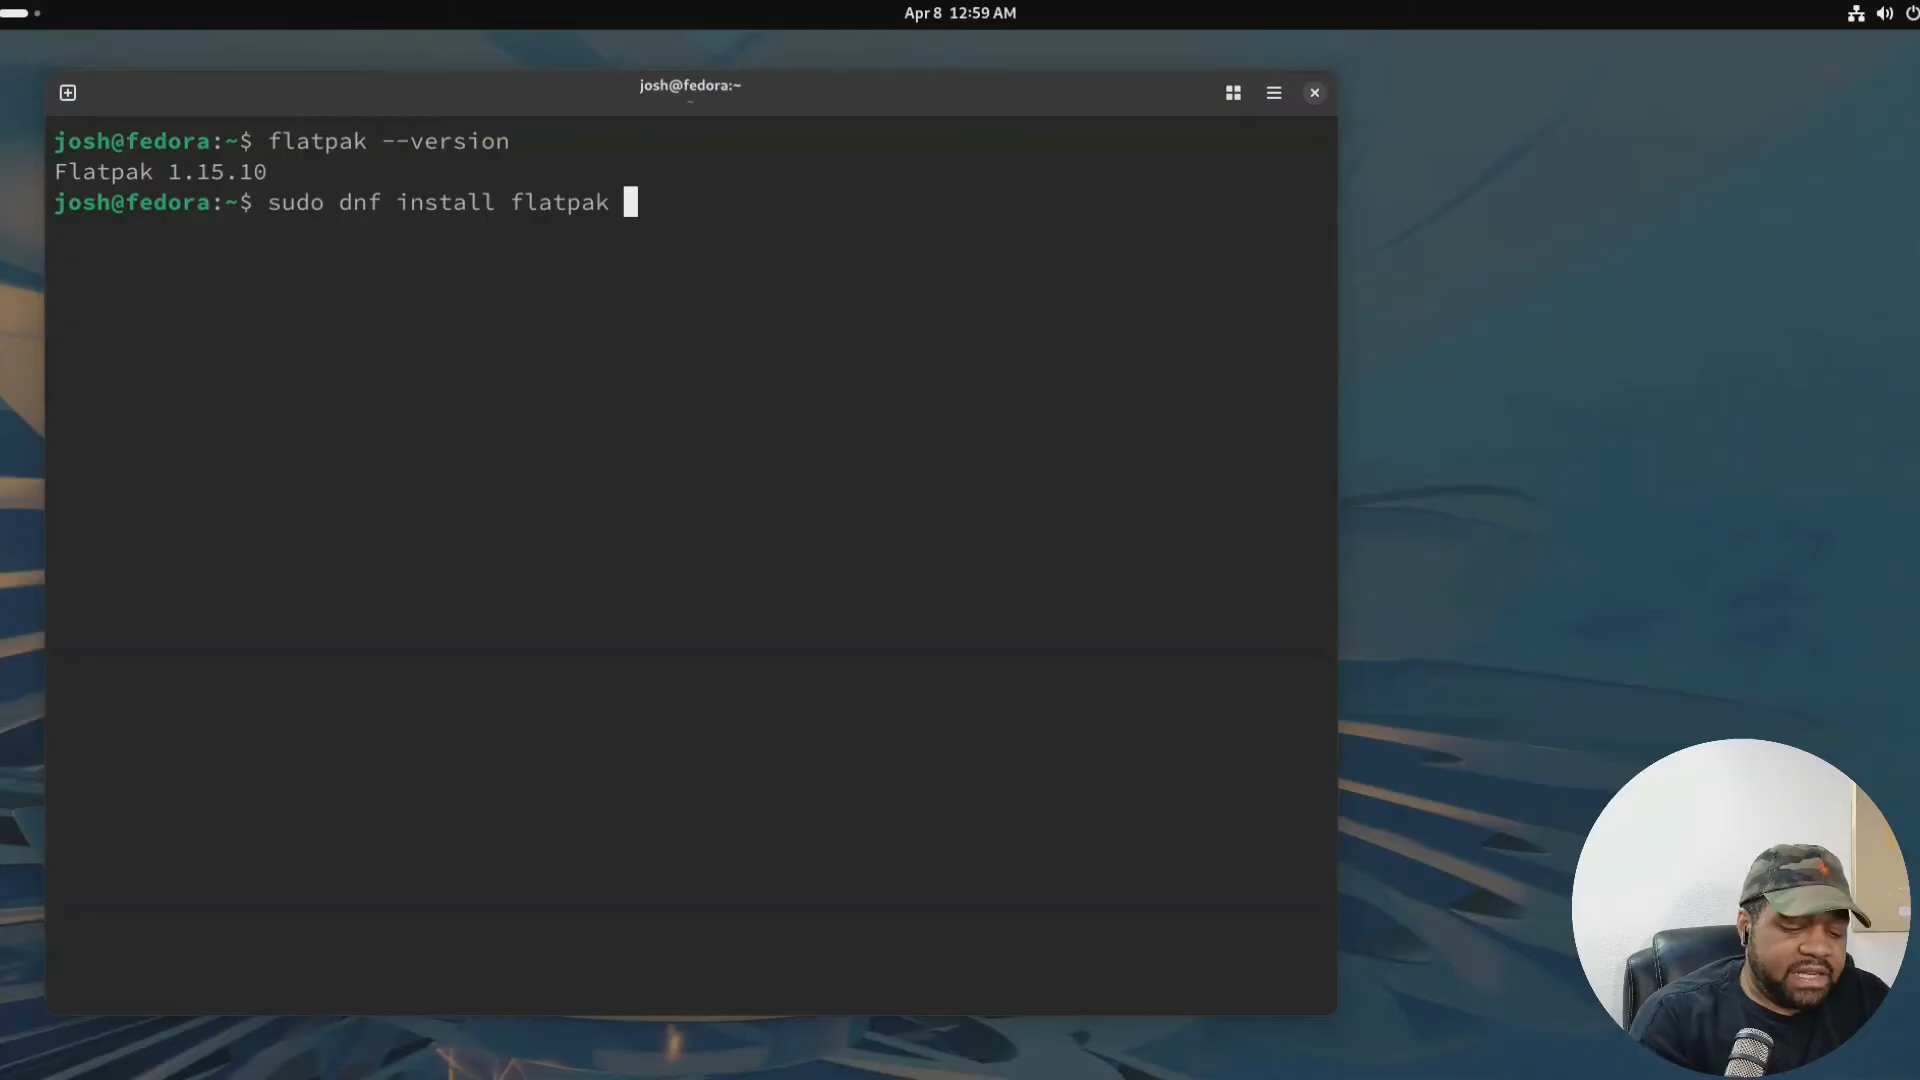 Apr 8 12:59 AM
josh@fedora:~
~
josh@fedora:~$ flatpak --version
Flatpak 1.15.10
josh@fedora:~$ sudo dnf install flatpak